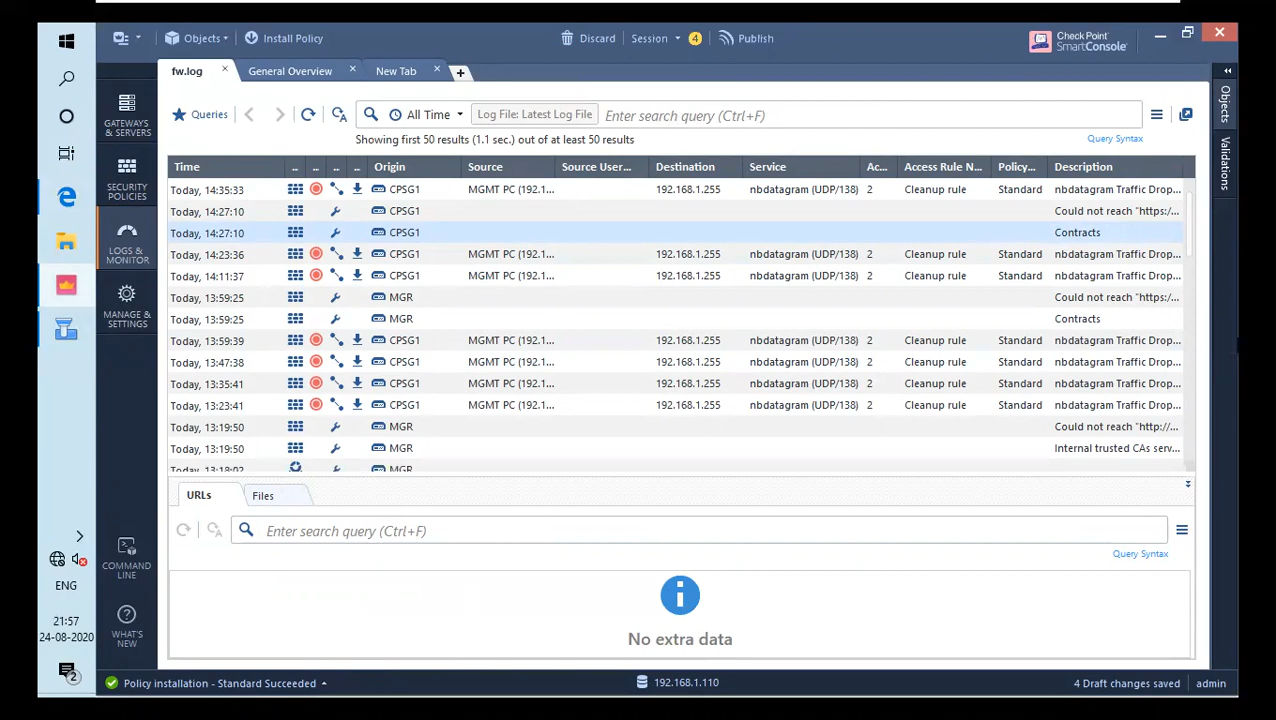 Objects
Install Policy
Discard
Session
4
Publish
Check Point
SmartConsole
fw.log
General Overview
New Tab
GATEWAYS
& SERVERS
SECURITY
POLICIES
LOGS &
MONITOR
MANAGE &
SETTINGS
COMMAND
LINE
WHAT'S
NEW
Objects
Validations
Queries
All Time
Log File: Latest Log File
Enter search query (Ctrl+F)
Showing first 50 results (1.1 sec.) out of at least 50 results
Query Syntax
Time .. ... ... ... Origin Source Source User... Destination Service Ac... Access Rule N... Policy... Description
Today, 14:35:33 CPSG1 MGMT PC (192.1... 192.168.1.255 nbdatagram (UDP/138) 2 Cleanup rule Standard nbdatagram Traffic Drop...
Today, 14:27:10 CPSG1 Could not reach "https:/...
Today, 14:27:10 CPSG1 Contracts
Today, 14:23:36 CPSG1 MGMT PC (192.1... 192.168.1.255 nbdatagram (UDP/138) 2 Cleanup rule Standard nbdatagram Traffic Drop...
Today, 14:11:37 CPSG1 MGMT PC (192.1... 192.168.1.255 nbdatagram (UDP/138) 2 Cleanup rule Standard nbdatagram Traffic Drop...
Today, 13:59:25 MGR Could not reach "https:/...
Today, 13:59:25 MGR Contracts
Today, 13:59:39 CPSG1 MGMT PC (192.1... 192.168.1.255 nbdatagram (UDP/138) 2 Cleanup rule Standard nbdatagram Traffic Drop...
Today, 13:47:38 CPSG1 MGMT PC (192.1... 192.168.1.255 nbdatagram (UDP/138) 2 Cleanup rule Standard nbdatagram Traffic Drop...
Today, 13:35:41 CPSG1 MGMT PC (192.1... 192.168.1.255 nbdatagram (UDP/138) 2 Cleanup rule Standard nbdatagram Traffic Drop...
Today, 13:23:41 CPSG1 MGMT PC (192.1... 192.168.1.255 nbdatagram (UDP/138) 2 Cleanup rule Standard nbdatagram Traffic Drop...
Today, 13:19:50 MGR Could not reach "http://...
Today, 13:19:50 MGR Internal trusted CAs serv...
Today, 13:18:02 MGR
URLs
Files
Enter search query (Ctrl+F)
Query Syntax
No extra data
ENG
21:57
24-08-2020
2
Policy installation - Standard Succeeded
192.168.1.110
4 Draft changes saved
admin